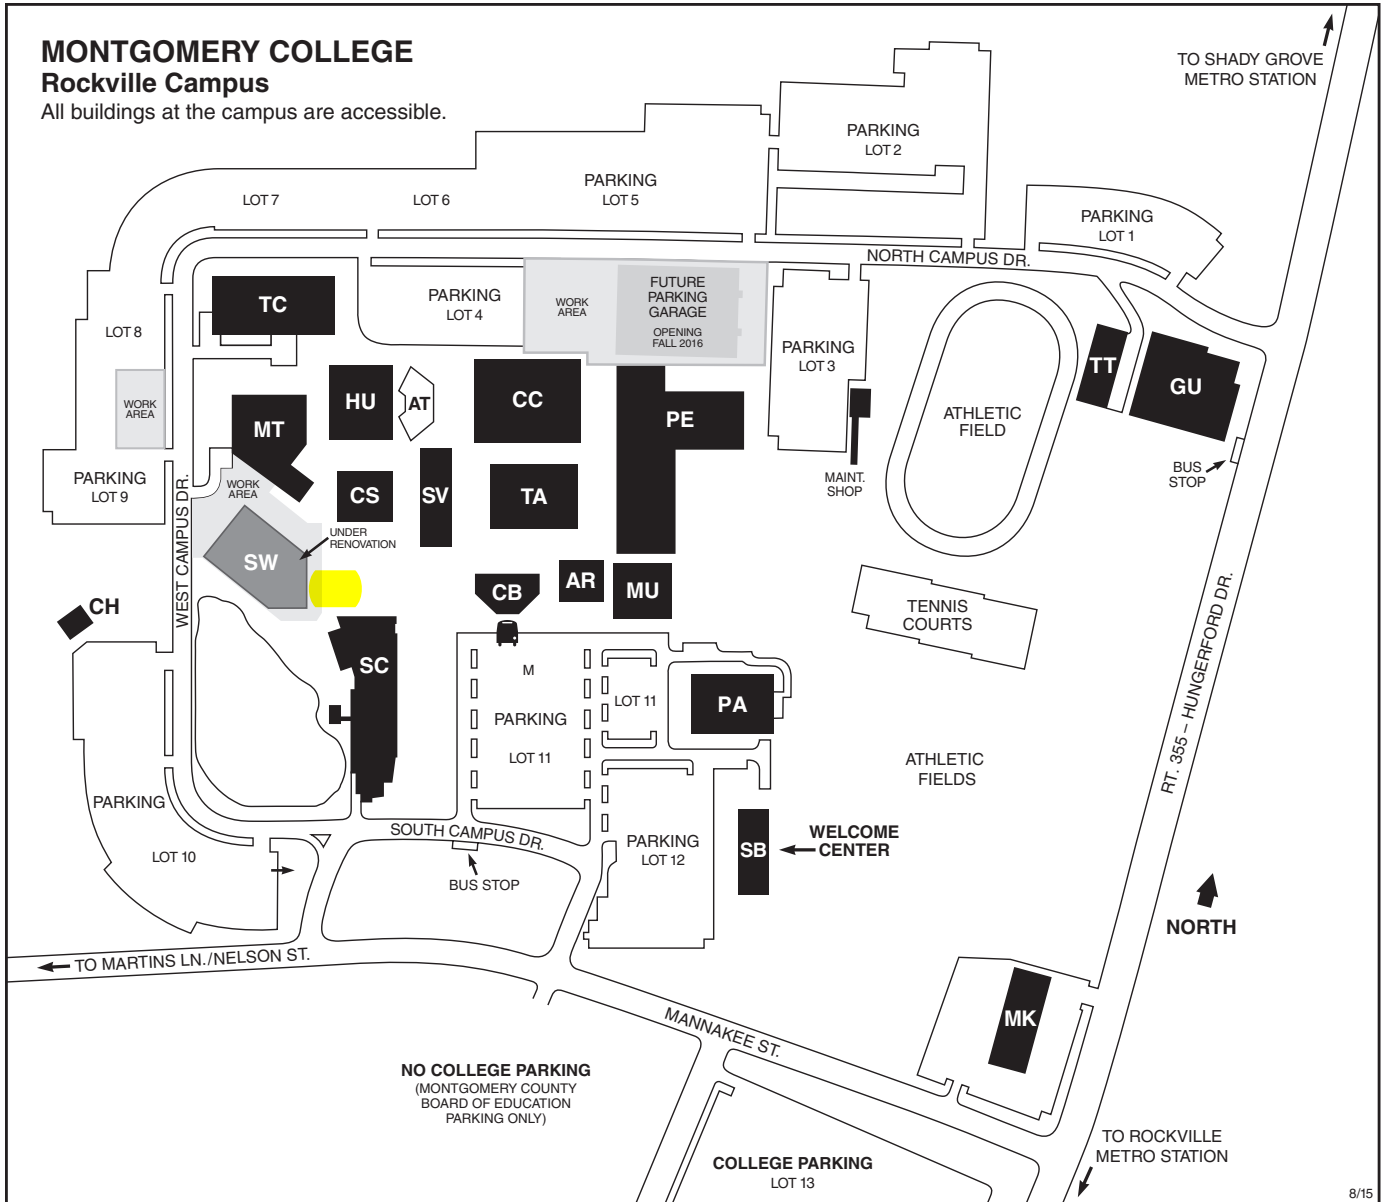 MONTGOMERY COLLEGE
Rockville Campus
All buildings at the campus are accessible.
TO SHADY GROVE
METRO STATION
PARKING
LOT 2
PARKING
LOT 5
LOT 6
LOT 7
PARKING
LOT 1
NORTH CAMPUS DR.
TC
PARKING
LOT 4
WORK
AREA
FUTURE
PARKING
GARAGE
OPENING
FALL 2016
LOT 8
PARKING
LOT 3
TT
GU
WORK
AREA
MT
HU
AT
CC
PE
ATHLETIC
FIELD
BUS
STOP
MAINT.
SHOP
PARKING
LOT 9
WORK
AREA
CS
SV
TA
UNDER
RENOVATION
SW
WEST CAMPUS DR.
CH
CB
AR
MU
TENNIS
COURTS
RT. 355 – HUNGERFORD DR.
SC
M
PARKING
LOT 11
LOT 11
PA
ATHLETIC
FIELDS
PARKING
LOT 10
SOUTH CAMPUS DR.
BUS STOP
PARKING
LOT 12
SB
WELCOME
CENTER
NORTH
TO MARTINS LN./NELSON ST.
MANNAKEE ST.
MK
NO COLLEGE PARKING
(MONTGOMERY COUNTY
BOARD OF EDUCATION
PARKING ONLY)
COLLEGE PARKING
LOT 13
TO ROCKVILLE
METRO STATION
8/15